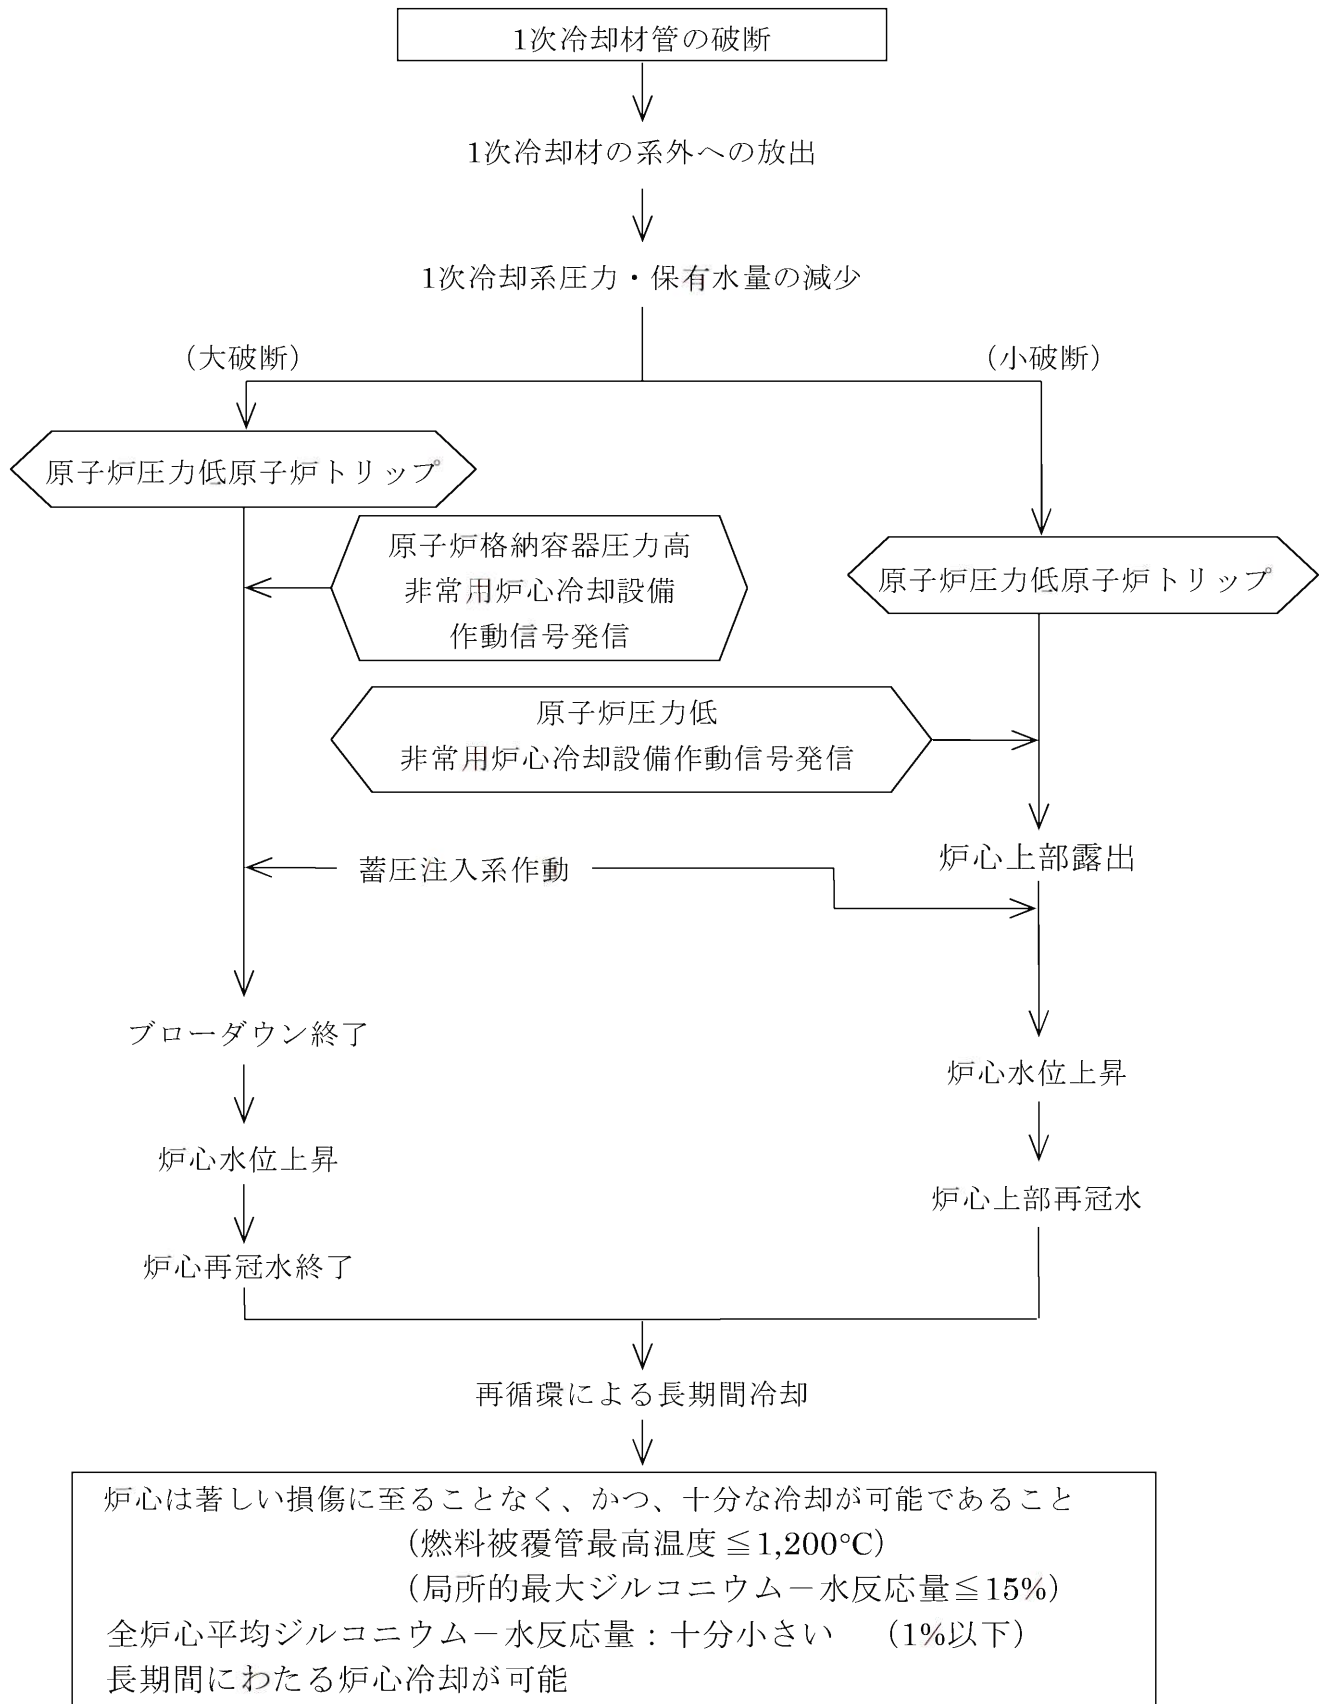 1次冷却材管の破断
1次冷却材の系外への放出
1次冷却系圧力・保有水量の減少
（大破断）
（小破断）
原子炉圧力低原子炉トリップ
原子炉格納容器圧力高
非常用炉心冷却設備
作動信号発信
原子炉圧力低原子炉トリップ
原子炉圧力低
非常用炉心冷却設備作動信号発信
蓄圧注入系作動
炉心上部露出
ブローダウン終了
炉心水位上昇
炉心水位上昇
炉心上部再冠水
炉心再冠水終了
再循環による長期間冷却
炉心は著しい損傷に至ることなく、かつ、十分な冷却が可能であること
（燃料被覆管最高温度≦1,200℃）
（局所的最大ジルコニウム－水反応量≦15%）
全炉心平均ジルコニウム－水反応量：十分小さい （1%以下）
長期間にわたる炉心冷却が可能